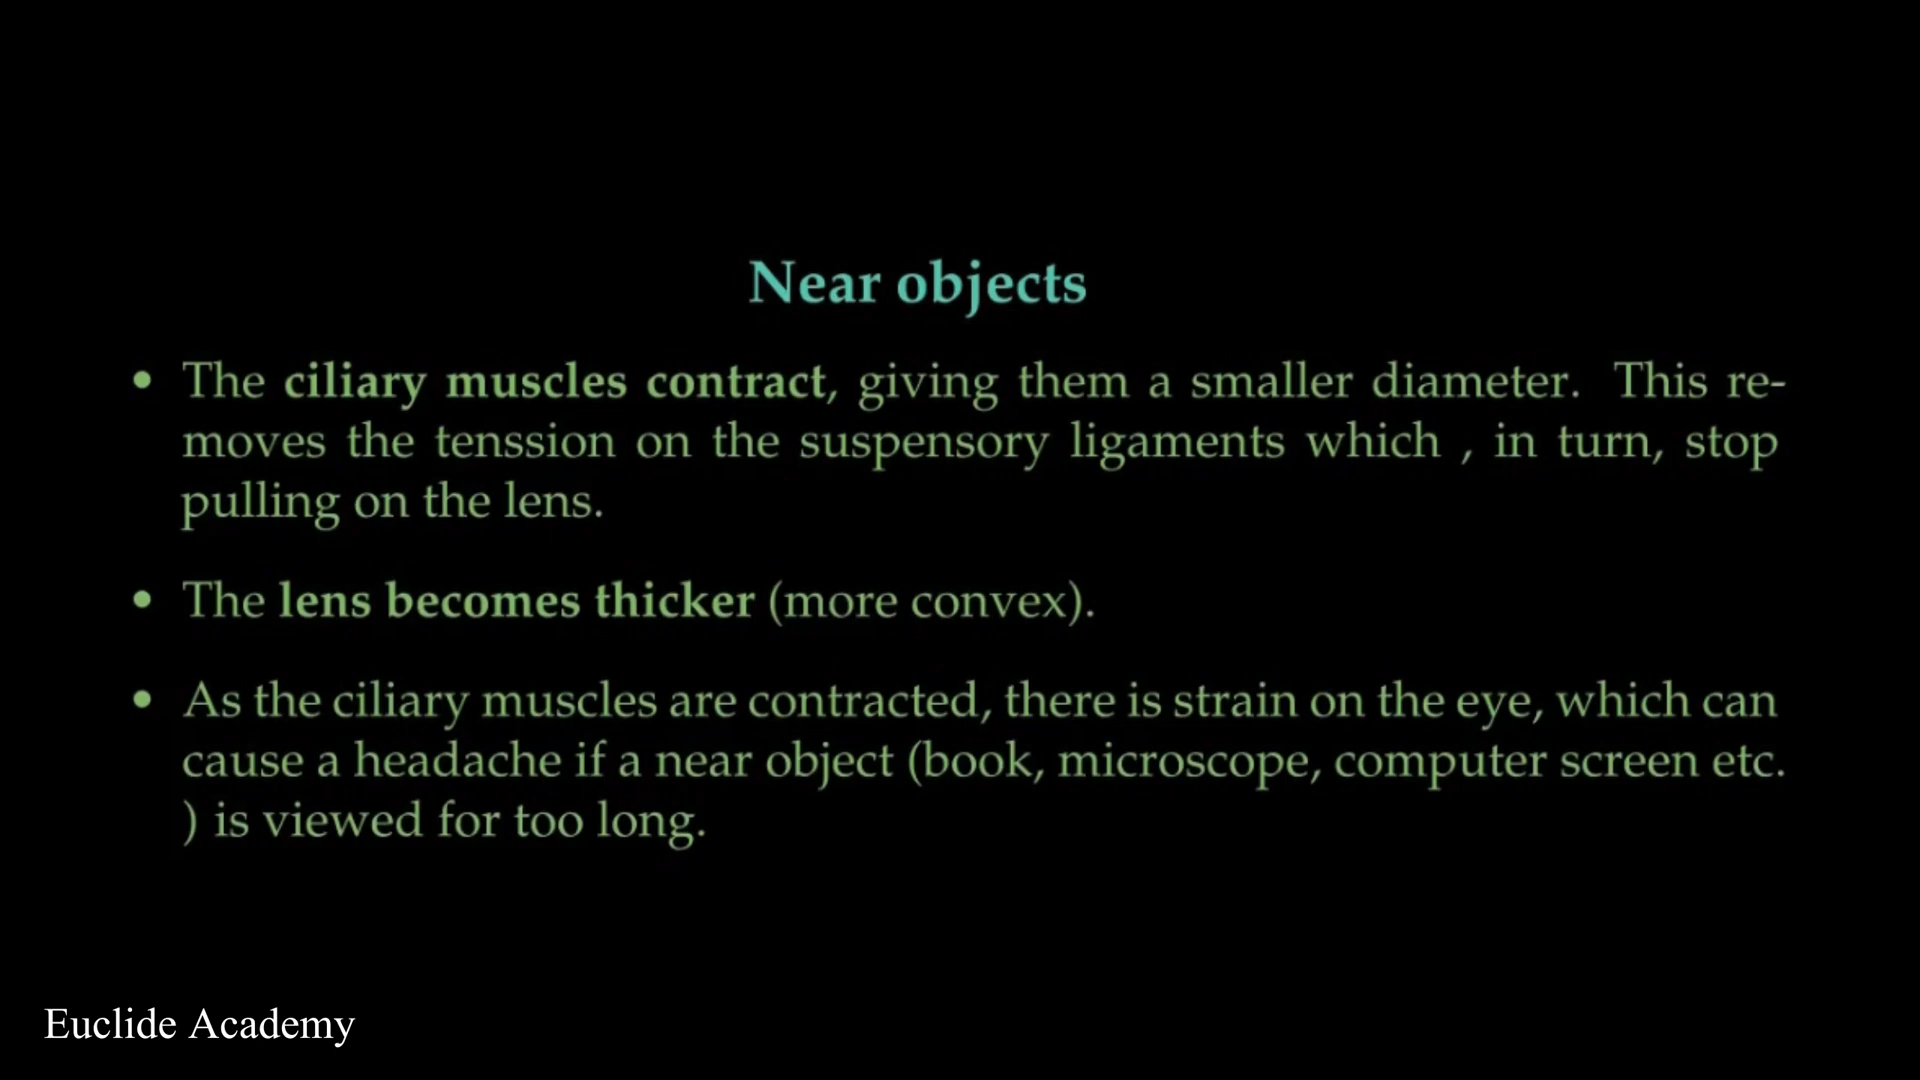 Near objects
• The ciliary muscles contract, giving them a smaller diameter. This re-
moves the tenssion on the suspensory ligaments which , in turn, stop
pulling on the lens.
• The lens becomes thicker (more convex).
• As the ciliary muscles are contracted, there is strain on the eye, which can
cause a headache if a near object (book, microscope, computer screen etc.
) is viewed for too long.
Euclide Academy